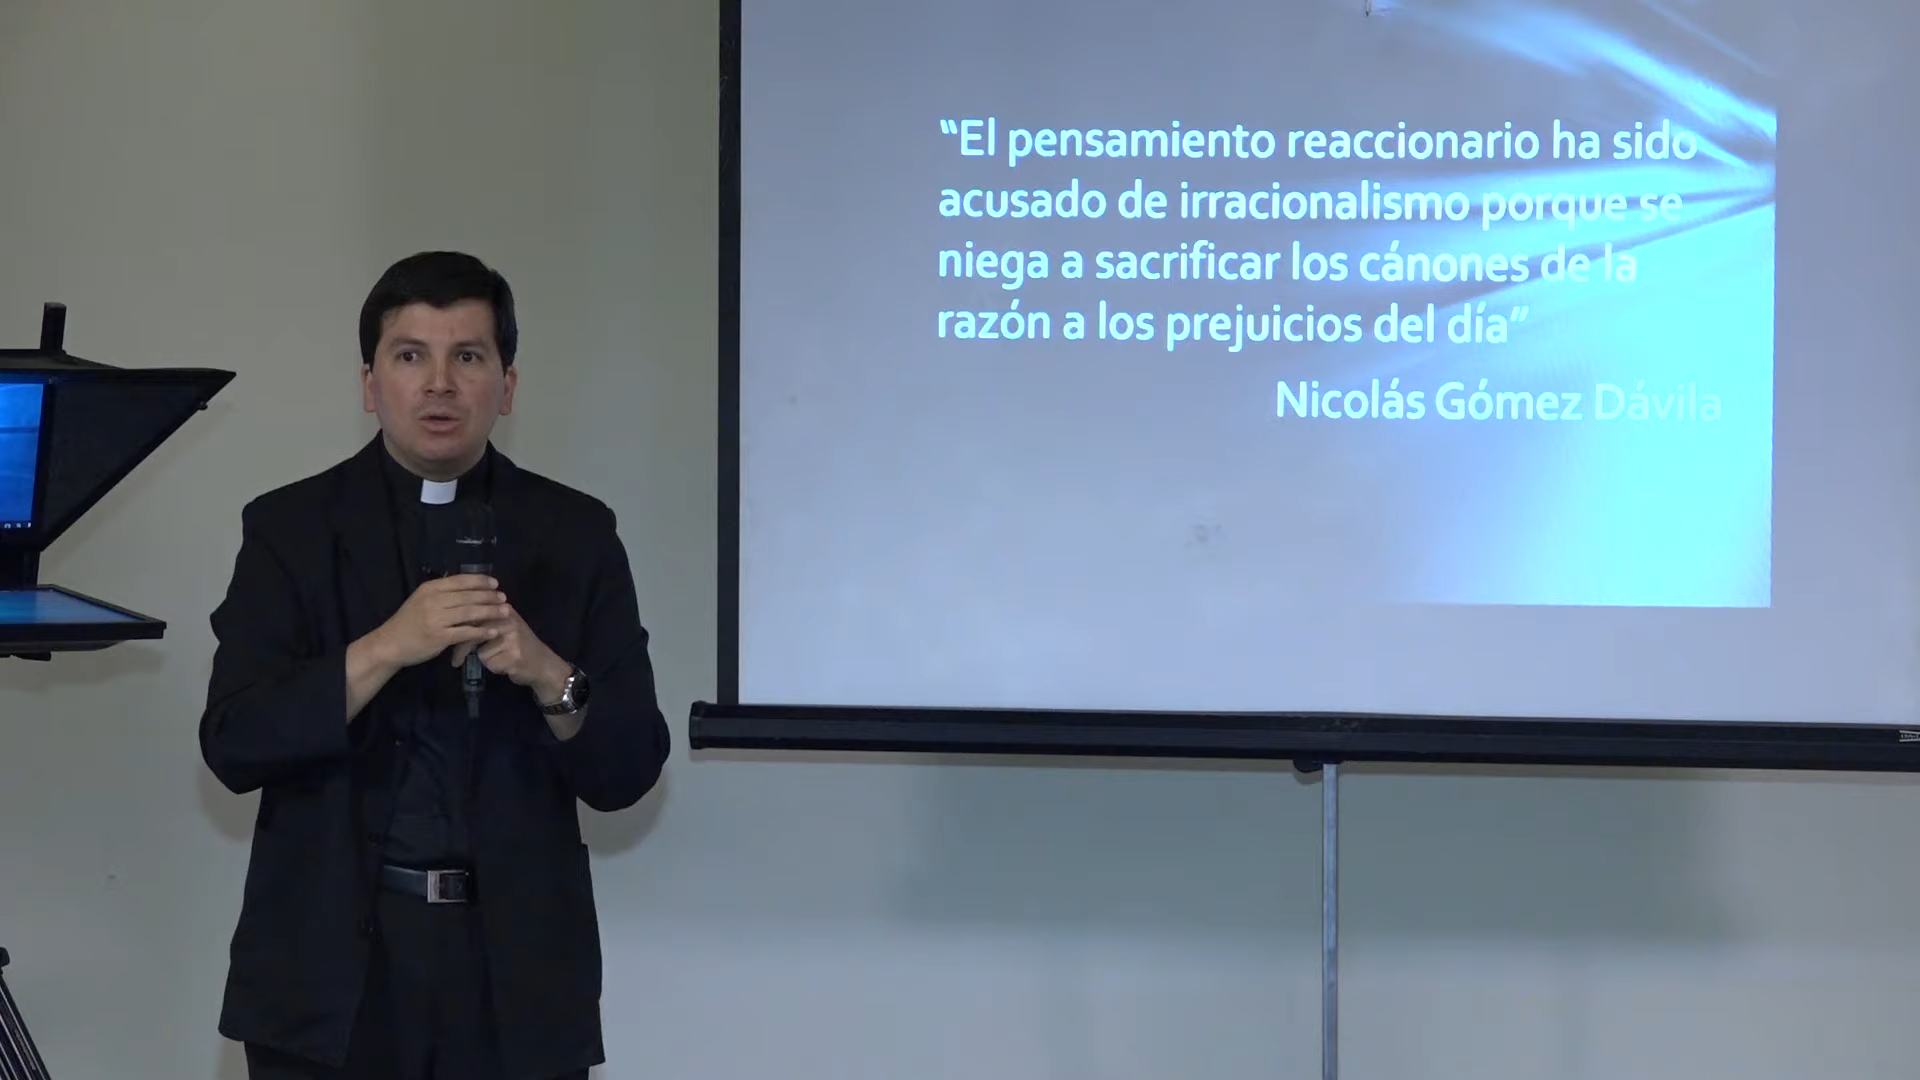 “El pensamiento reaccionario ha sido
acusado de irracionalismo porque se
niega a sacrificar los cánones de la
razón a los prejuicios del día”
Nicolás Gómez Dávila